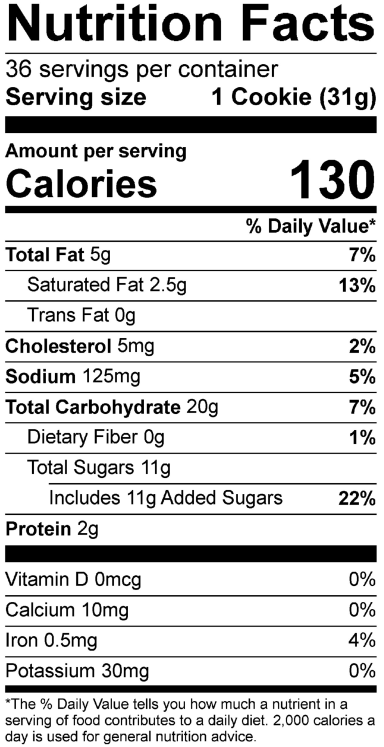 Nutrition Facts
36 servings per container
Serving size 1 Cookie (31g)
Amount per serving
Calories 130
% Daily Value*
Total Fat 5g 7%
Saturated Fat 2.5g 13%
Trans Fat 0g
Cholesterol 5mg 2%
Sodium 125mg 5%
Total Carbohydrate 20g 7%
Dietary Fiber 0g 1%
Total Sugars 11g
Includes 11g Added Sugars 22%
Protein 2g
Vitamin D 0mcg 0%
Calcium 10mg 0%
Iron 0.5mg 4%
Potassium 30mg 0%
*The % Daily Value tells you how much a nutrient in a
serving of food contributes to a daily diet. 2,000 calories a
day is used for general nutrition advice.